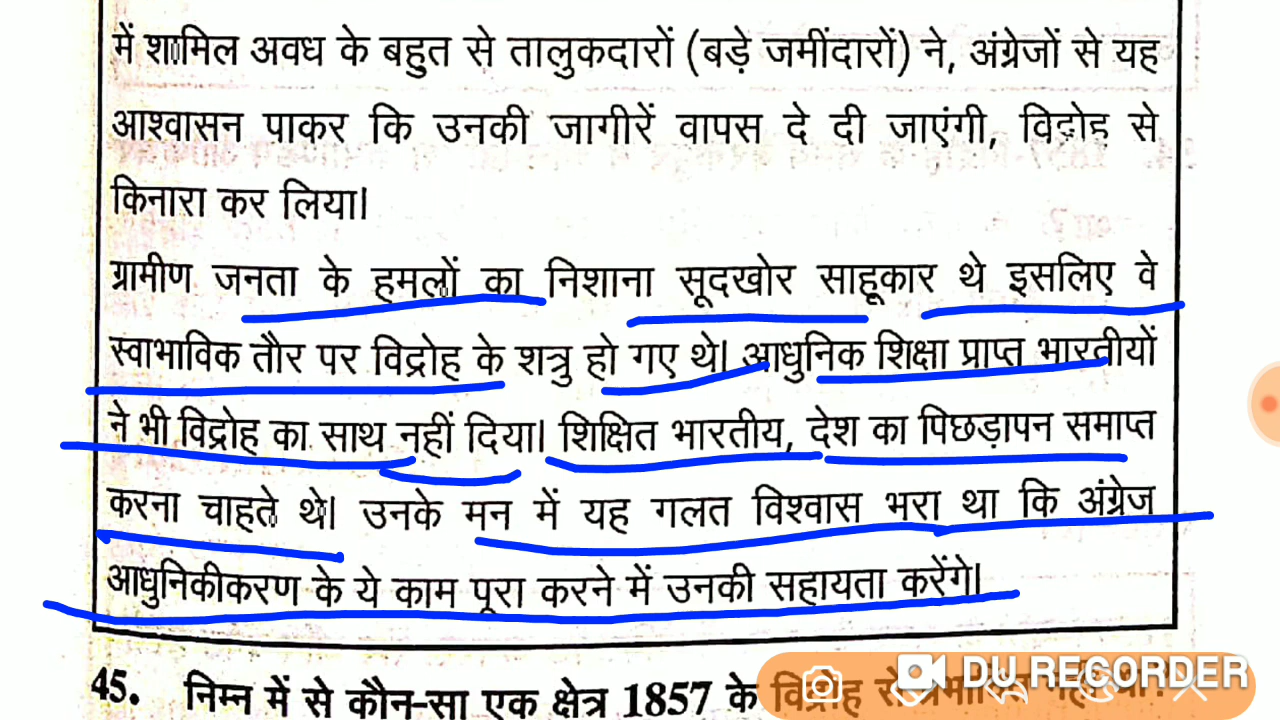 में शामिल अवध के बहुत से तालुकदारों (बड़े जमींदारों) ने, अंग्रेजों से यह
आश्वासन पाकर कि उनकी जागीरें वापस दे दी जाएंगी, विद्रोह से
किनारा कर लिया।
ग्रामीण जनता के हमलों का निशाना सूदखोर साहूकार थे इसलिए वे
स्वाभाविक तौर पर विद्रोह के शत्रु हो गए थे। आधुनिक शिक्षा प्राप्त भारतीयों
ने भी विद्रोह का साथ नहीं दिया। शिक्षित भारतीय, देश का पिछड़ापन समाप्त
करना चाहते थे। उनके मन में यह गलत विश्वास भरा था कि अंग्रेज
आधुनिकीकरण के ये काम पूरा करने में उनकी सहायता करेंगे।
45. निम्न में से कौन-सा एक क्षेत्र 1857 के विद्रोह से
DU RECORDER